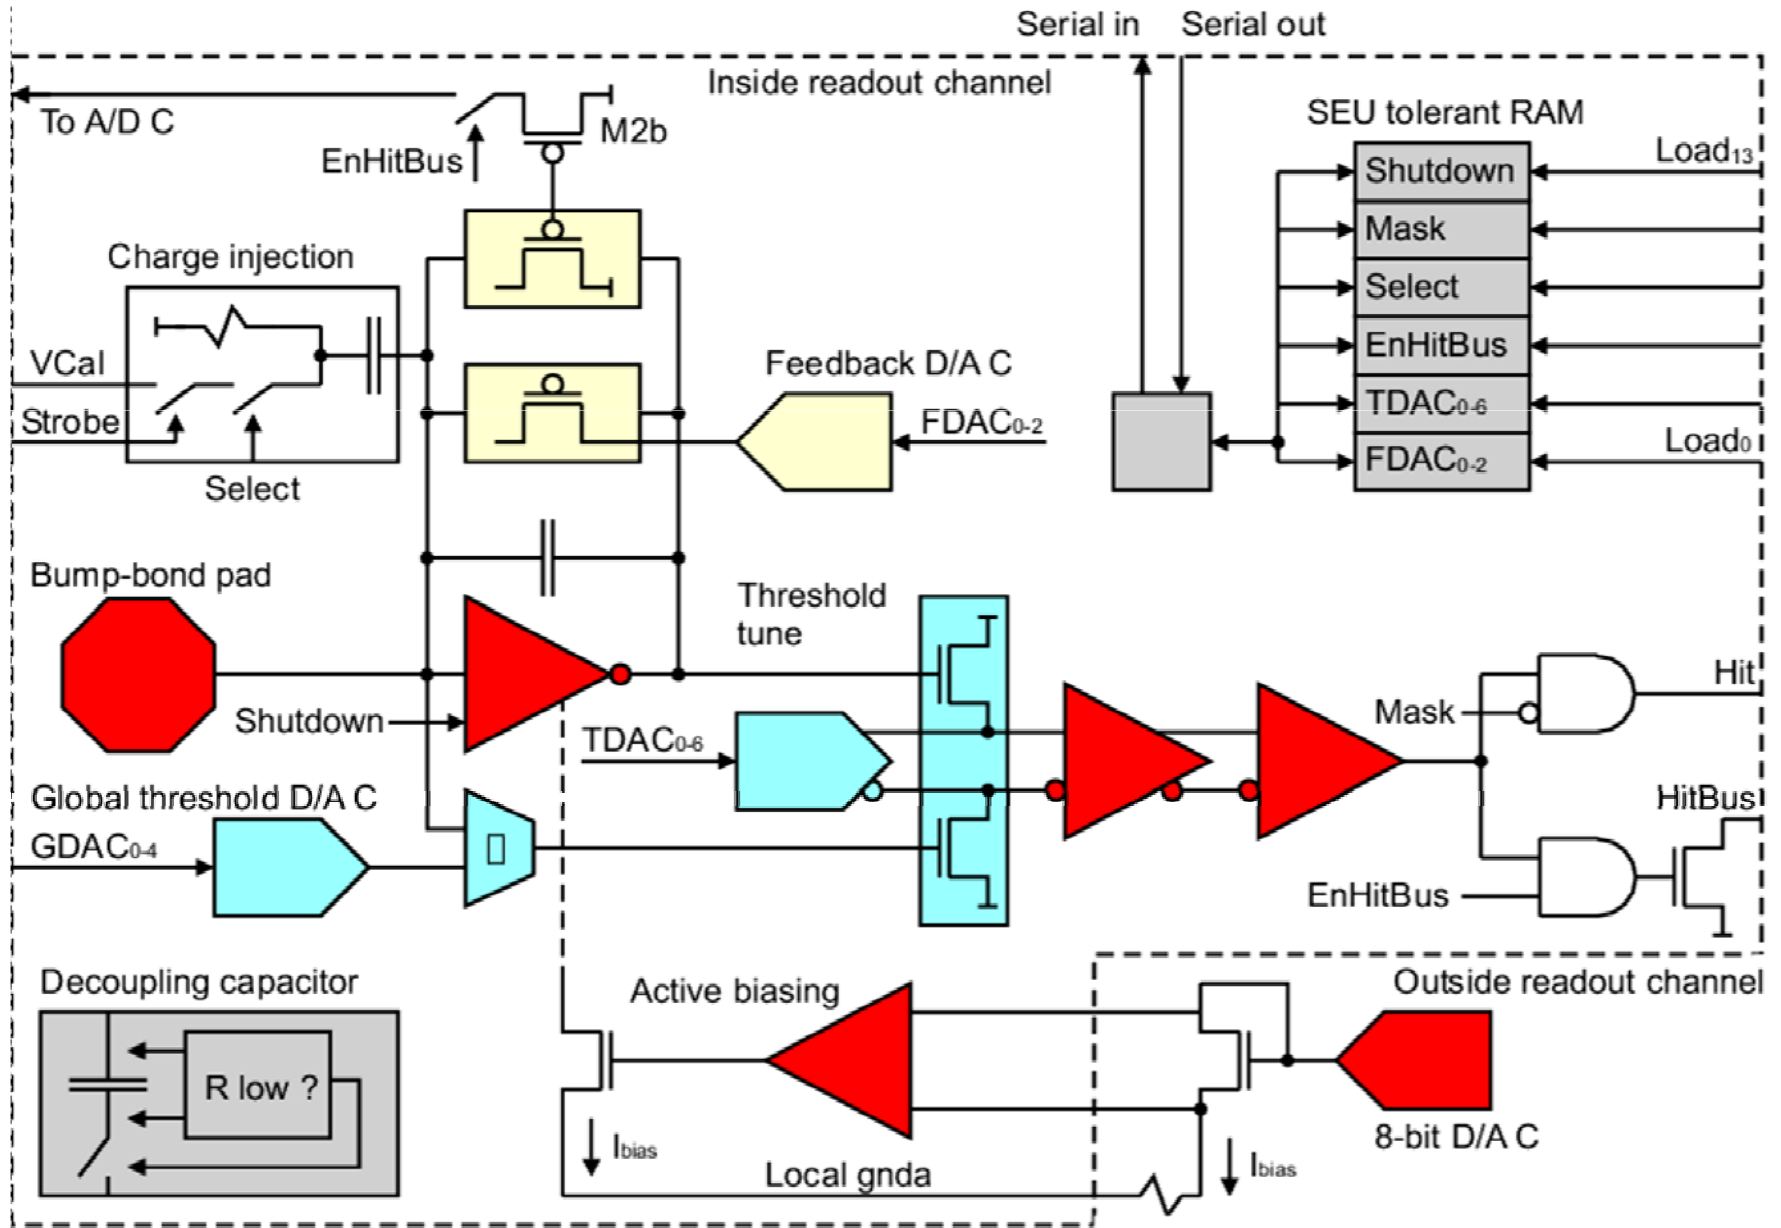 Serial in
Serial out
Inside readout channel
To A/D C
EnHitBus
M2b
SEU tolerant RAM
Shutdown
Load13
Mask
Select
EnHitBus
TDAC0-6
FDAC0-2
Load0
Charge injection
VCal
Strobe
Select
Feedback D/A C
FDAC0-2
Bump-bond pad
Shutdown
Threshold
tune
TDAC0-6
Mask
Hit
Global threshold D/A C
GDAC0-4
HitBus
EnHitBus
Decoupling capacitor
R low ?
Active biasing
Outside readout channel
8-bit D/A C
Ibias
Local gnda
Ibias